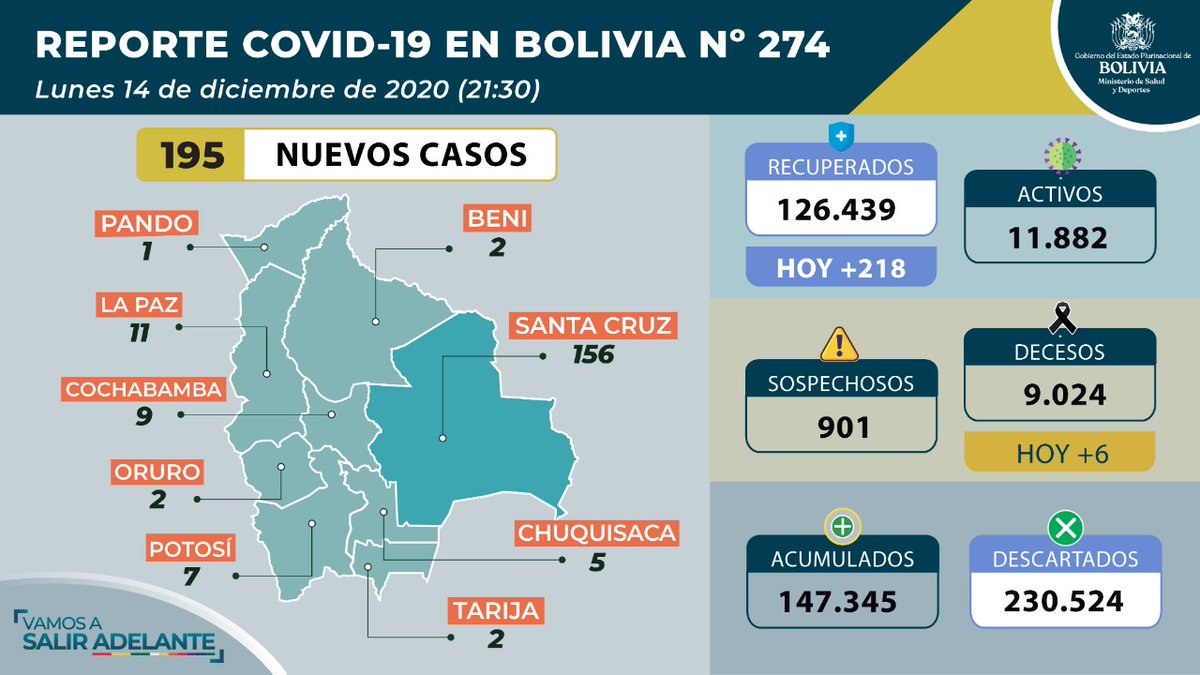 REPORTE COVID-19 EN BOLIVIA Nº 274
Lunes 14 de diciembre de 2020 (21:30)
Gobierno del Estado Plurinacional de
BOLIVIA
Ministerio de Salud
y Deportes
195 NUEVOS CASOS
PANDO
1
BENI
2
LA PAZ
11
SANTA CRUZ
156
COCHABAMBA
9
ORURO
2
CHUQUISACA
5
POTOSÍ
7
TARIJA
2
VAMOS A
SALIR ADELANTE
RECUPERADOS
126.439
HOY +218
ACTIVOS
11.882
SOSPECHOSOS
901
DECESOS
9.024
HOY +6
ACUMULADOS
147.345
DESCARTADOS
230.524